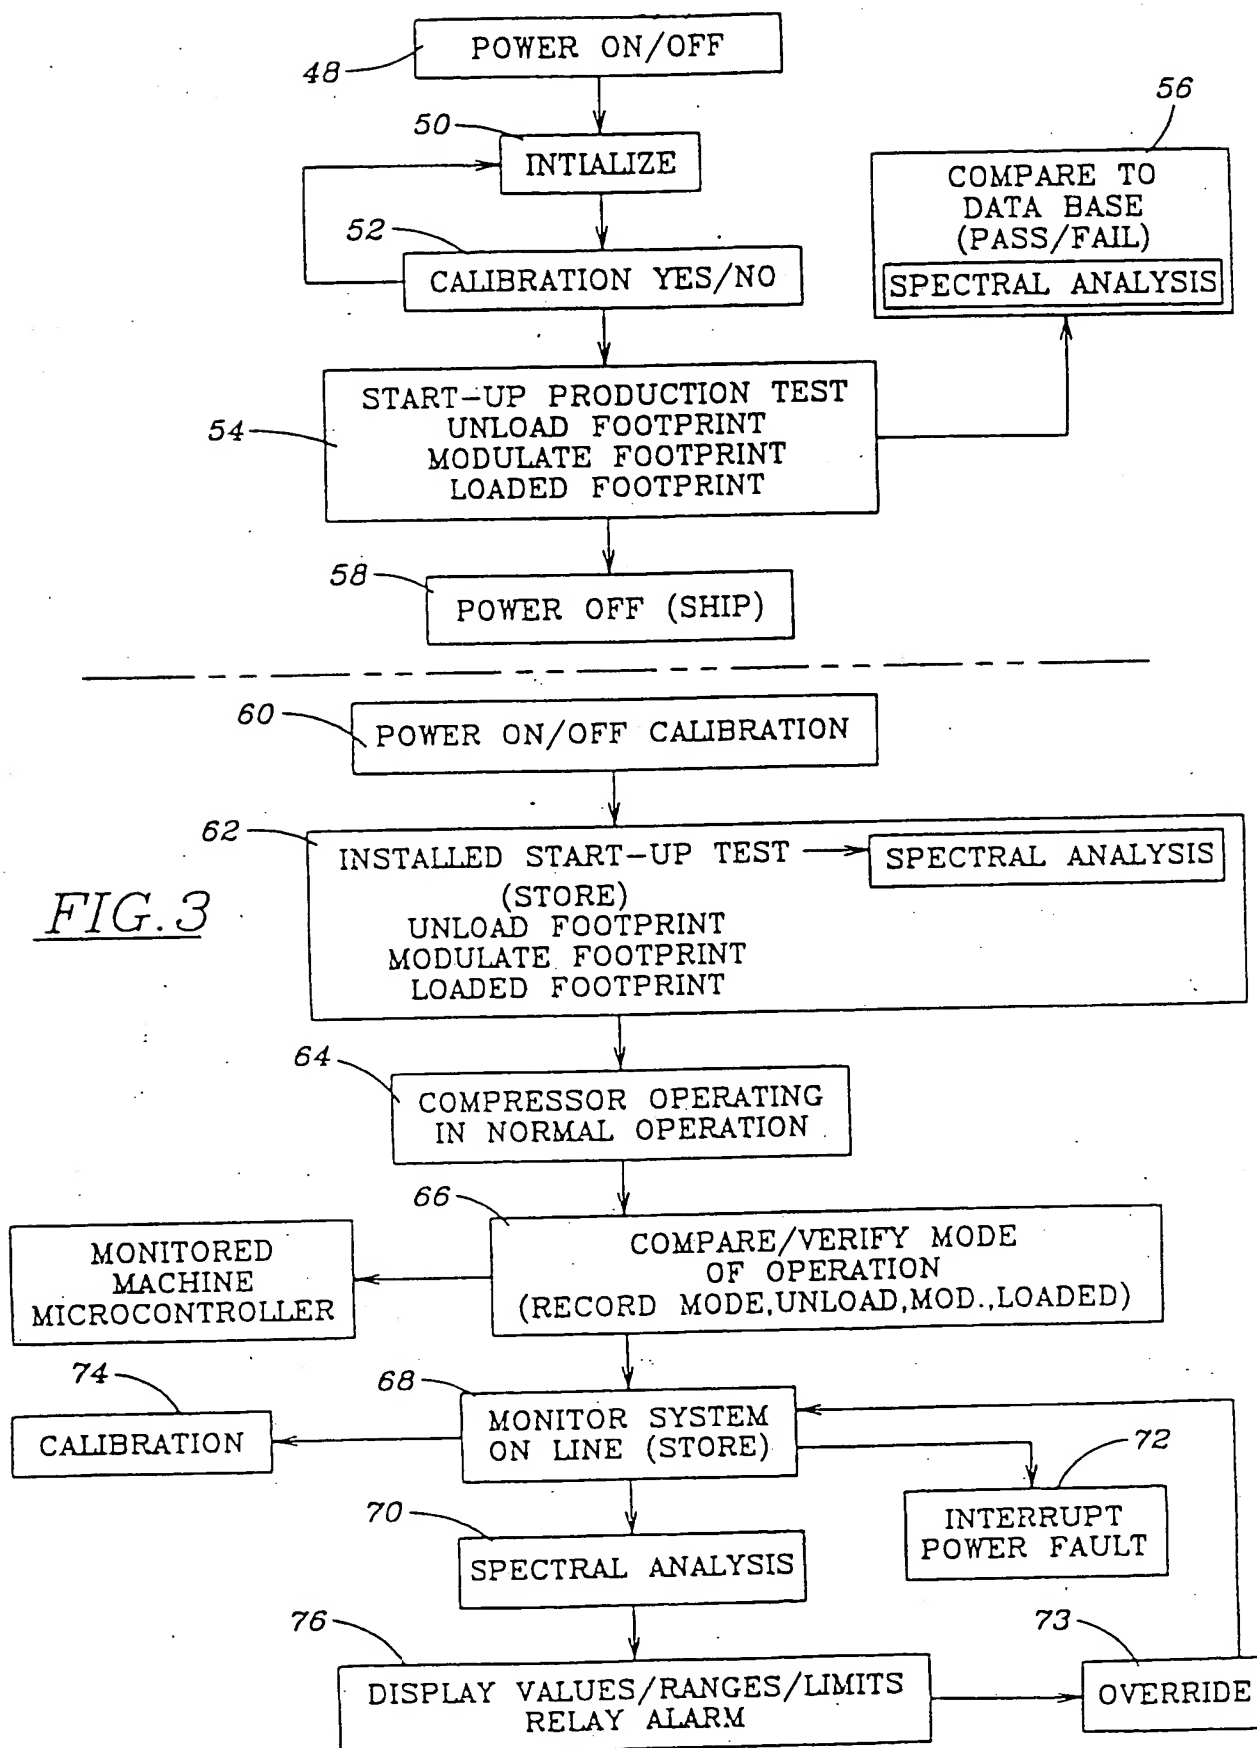 POWER ON/OFF
48
56
50
INTIALIZE
COMPARE TO
DATA BASE
(PASS/FAIL)
SPECTRAL ANALYSIS
52
CALIBRATION YES/NO
START-UP PRODUCTION TEST
UNLOAD FOOTPRINT
MODULATE FOOTPRINT
LOADED FOOTPRINT
54
58
POWER OFF (SHIP)
60
POWER ON/OFF CALIBRATION
62
INSTALLED START-UP TEST
SPECTRAL ANALYSIS
(STORE)
UNLOAD FOOTPRINT
MODULATE FOOTPRINT
LOADED FOOTPRINT
FIG.3
64
COMPRESSOR OPERATING
IN NORMAL OPERATION
66
COMPARE/VERIFY MODE
OF OPERATION
(RECORD MODE,UNLOAD,MOD.,LOADED)
MONITORED
MACHINE
MICROCONTROLLER
74
CALIBRATION
68
MONITOR SYSTEM
ON LINE (STORE)
72
INTERRUPT
POWER FAULT
70
SPECTRAL ANALYSIS
76
DISPLAY VALUES/RANGES/LIMITS
RELAY ALARM
73
OVERRIDE